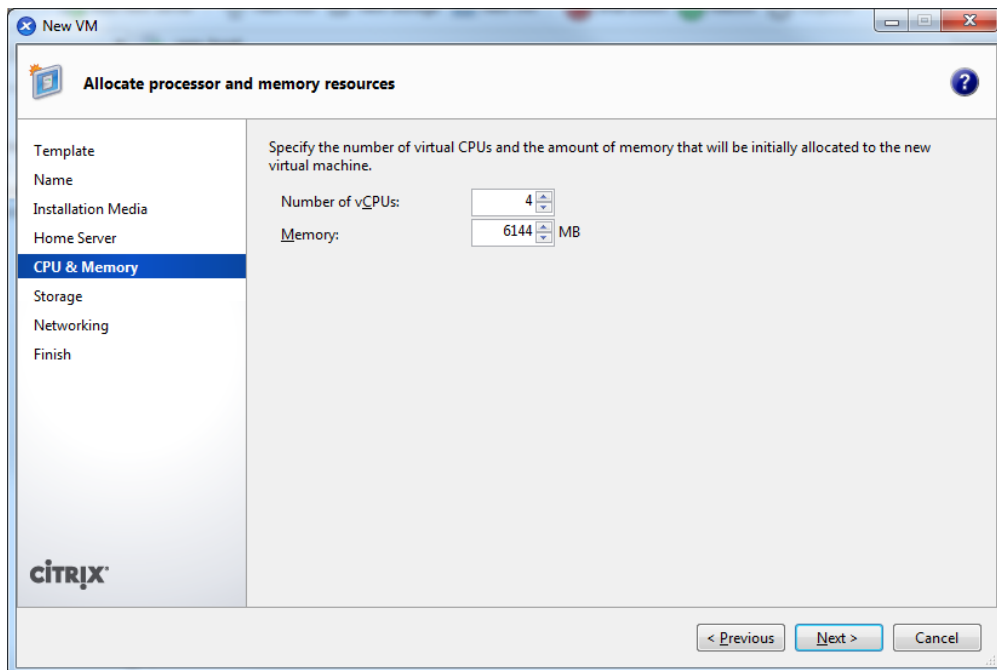 New VM
Allocate processor and memory resources
Template
Name
Installation Media
Home Server
CPU & Memory
Storage
Networking
Finish
Specify the number of virtual CPUs and the amount of memory that will be initially allocated to the new
virtual machine.
Number of vCPUs: 4
Memory: 6144 MB
CİTRIX
< Previous Next > Cancel